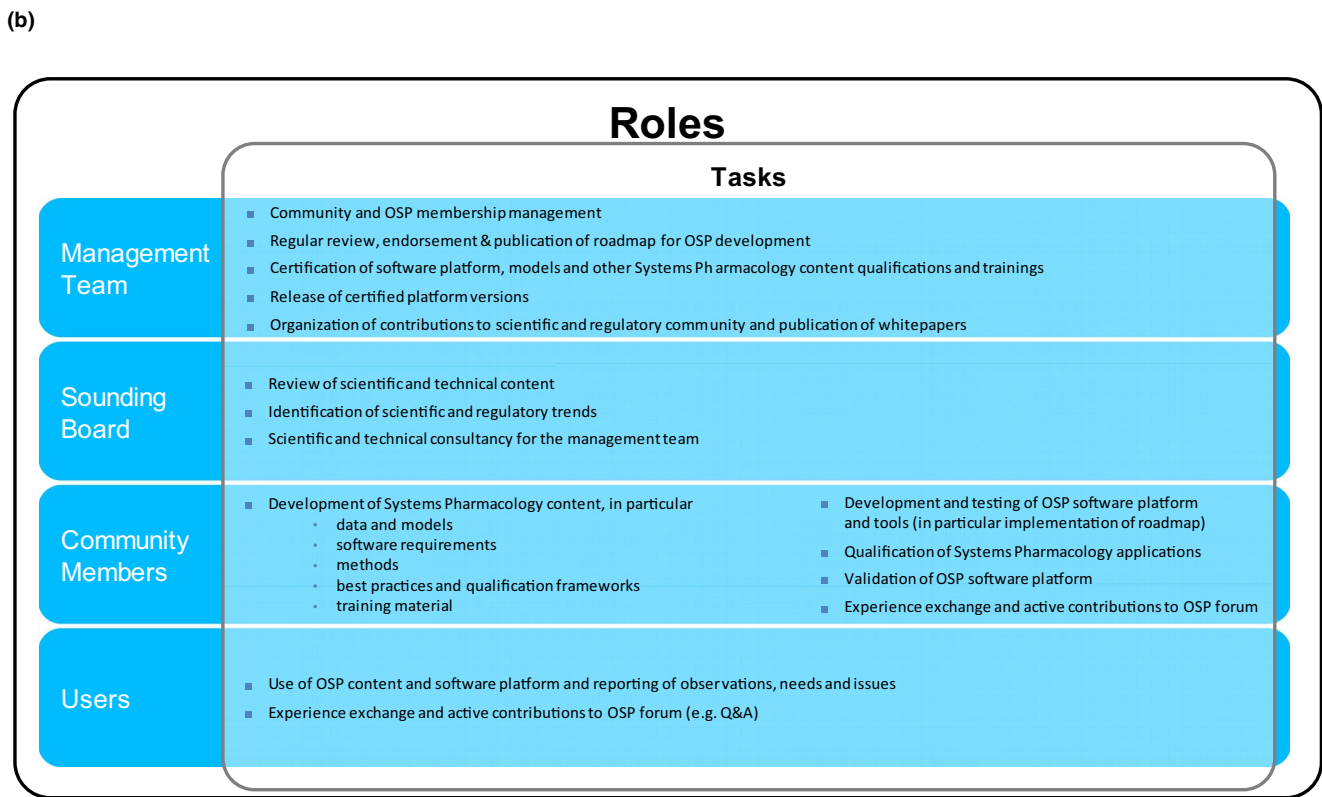 (b)
Roles
Tasks
Management
Team
■ Community and OSP membership management
■ Regular review, endorsement & publication of roadmap for OSP development
■ Certification of software platform, models and other Systems Ph armacology content qualifications and trainings
■ Release of certified platform versions
■ Organization of contributions to scientific and regulatory community and publication of whitepapers
Sounding
Board
■ Review of scientific and technical content
■ Identification of scientific and regulatory trends
■ Scientific and technical consultancy for the management team
Community
Members
■ Development of Systems Pharmacology content, in particular
• data and models
• software requirements
• methods
• best practices and qualification frameworks
• training material
■ Development and testing of OSP software platform
and tools (in particular implementation of roadmap)
■ Qualification of Systems Pharmacology applications
■ Validation of OSP software platform
■ Experience exchange and active contributions to OSP forum
Users
■ Use of OSP content and software platform and reporting of observations, needs and issues
■ Experience exchange and active contributions to OSP forum (e.g. Q&A)